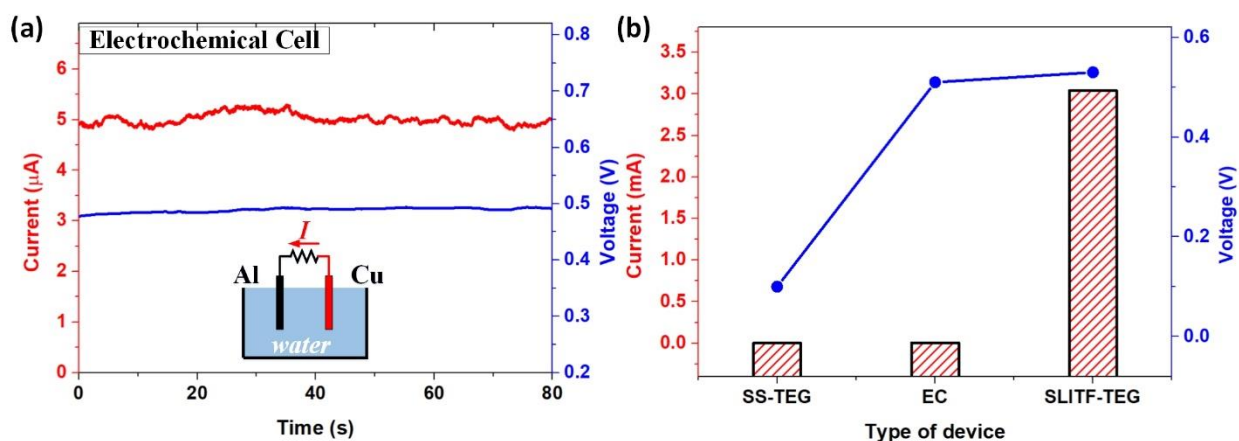 (a)
Electrochemical Cell
Current (μA)
6
5
4
3
2
1
0
0.8
0.7
0.6
0.5
0.4
0.3
0.2
Voltage (V)
I
Al
Cu
water
0
20
40
60
80
Time (s)
(b)
Current (mA)
3.5
3.0
2.5
2.0
1.5
1.0
0.5
0.0
0.6
0.4
0.2
0.0
Voltage (V)
SS-TEG
EC
SLITF-TEG
Type of device